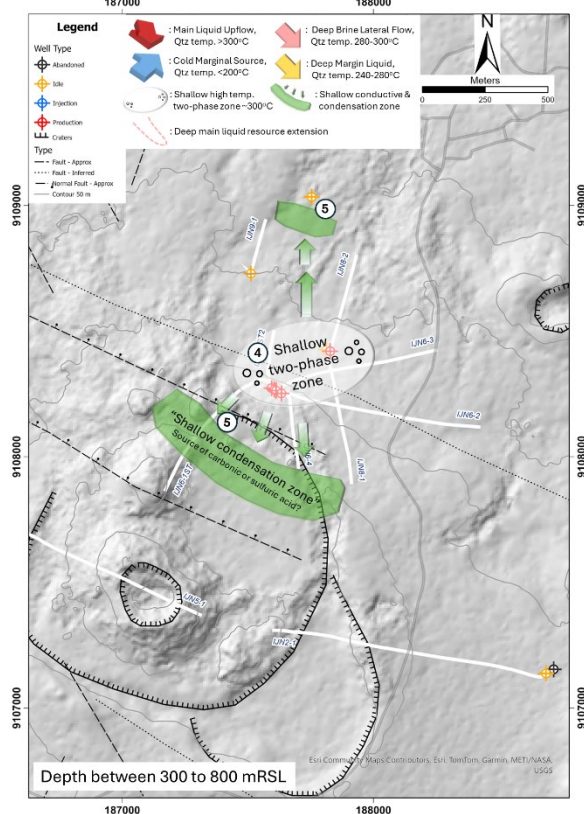 187000
188000
Legend
Well Type
Abandoned
Idle
Injection
Production
Craters
Type
Fault - Approx
Fault - Inferred
Normal Fault - Approx
Contour 50 m
: Main Liquid Upflow,
Qtz temp. >300°C
: Cold Marginal Source,
Qtz temp. <200°C
: Shallow high temp.
two-phase zone ~300°C
: Deep main liquid resource extension
: Deep Brine Lateral Flow,
Qtz temp. 280-300°C
: Deep Margin Liquid,
Qtz temp. 240-280°C
: Shallow conductive &
condensation zone
N
Meters
0 250 500
9109000
9109000
5
IJN9-1
IJN8-2
4
Shallow
two-phase
zone
IJN6-3
IJN6-2
5
9108000
9108000
"Shallow condensation zone"
Source of carbonic or sulfuric acid?
IJN6-1ST
IJN8-1
IJN5-1
IJN2-1
9107000
9107000
Esri Community Maps Contributors, Esri, TomTom, Garmin, METI/NASA,
USGS
Depth between 300 to 800 mRSL
187000
188000